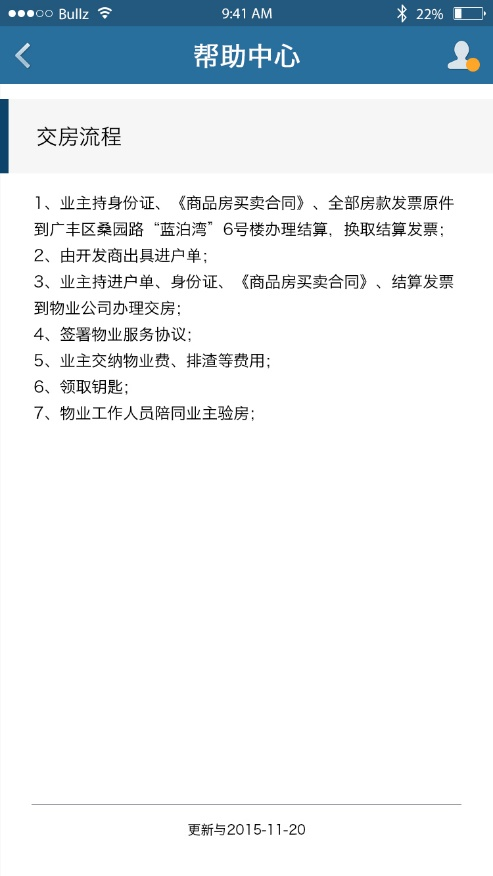 Bullz 9:41 AM 22%
帮助中心
交房流程
1、业主持身份证、《商品房买卖合同》、全部房款发票原件
到广丰区桑园路“蓝泊湾”6号楼办理结算，换取结算发票；
2、由开发商出具进户单；
3、业主持进户单、身份证、《商品房买卖合同》、结算发票
到物业公司办理交房；
4、签署物业服务协议；
5、业主交纳物业费、排渣等费用；
6、领取钥匙；
7、物业工作人员陪同业主验房；
更新与2015-11-20